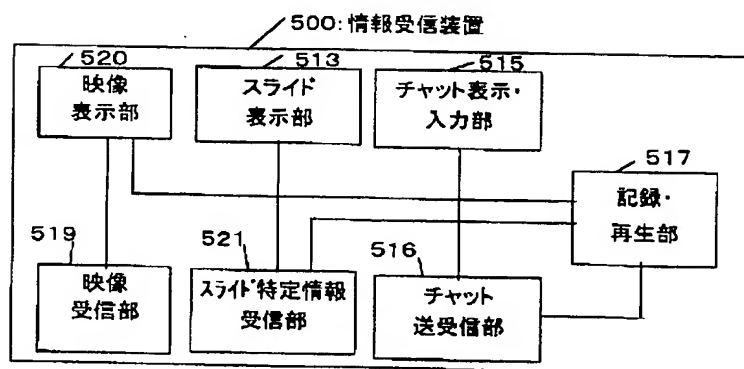 500:情報受信装置
520
映像
表示部
513
スライド
表示部
515
チャット表示・
入力部
517
記録・
再生部
519
映像
受信部
521
スライド特定情報
受信部
516
チャット
送受信部